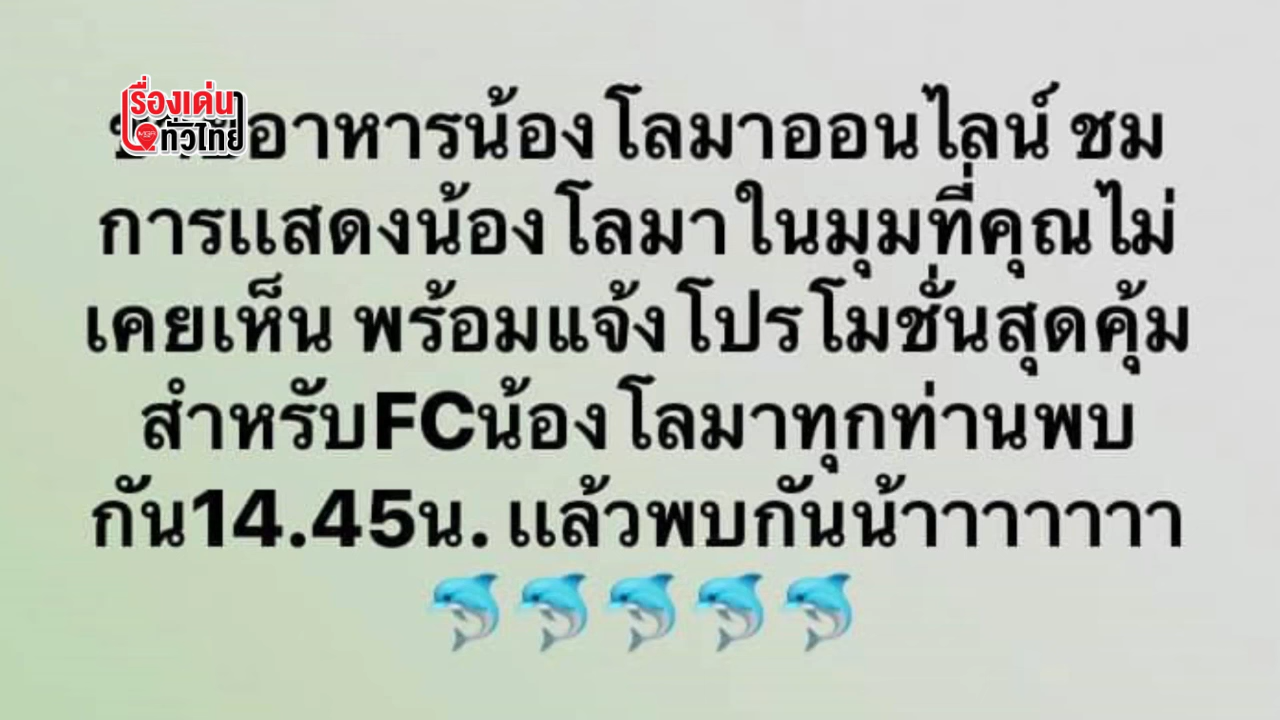 เรื่องเด่น
ทั่วไทย
อาหารน้องโลมาออนไลน์ ชม
การแสดงน้องโลมาในมุมที่คุณไม่
เคยเห็น พร้อมแจ้งโปรโมชั่นสุดคุ้ม
สำหรับFCน้องโลมาทุกท่านพบ
กัน14.45น. แล้วพบกันน้าาาาาาา